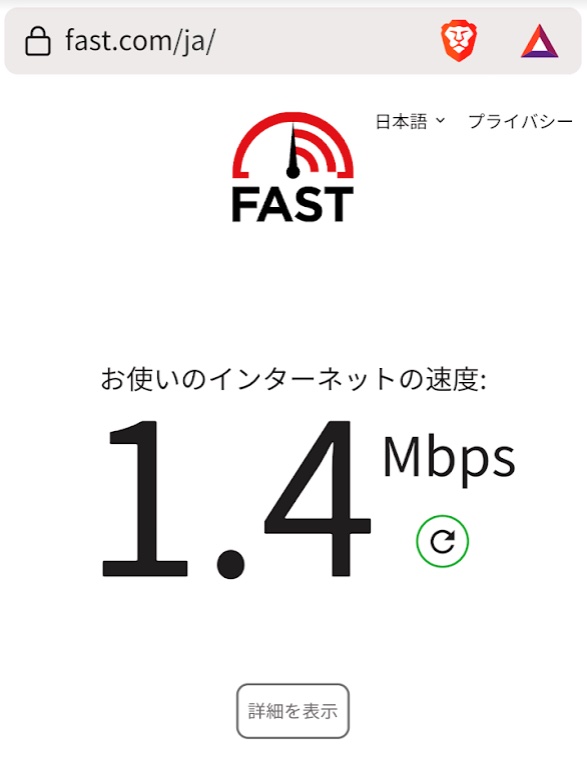 fast.com/ja/
日本語 プライバシー
FAST
お使いのインターネットの速度:
1.4 Mbps
詳細を表示